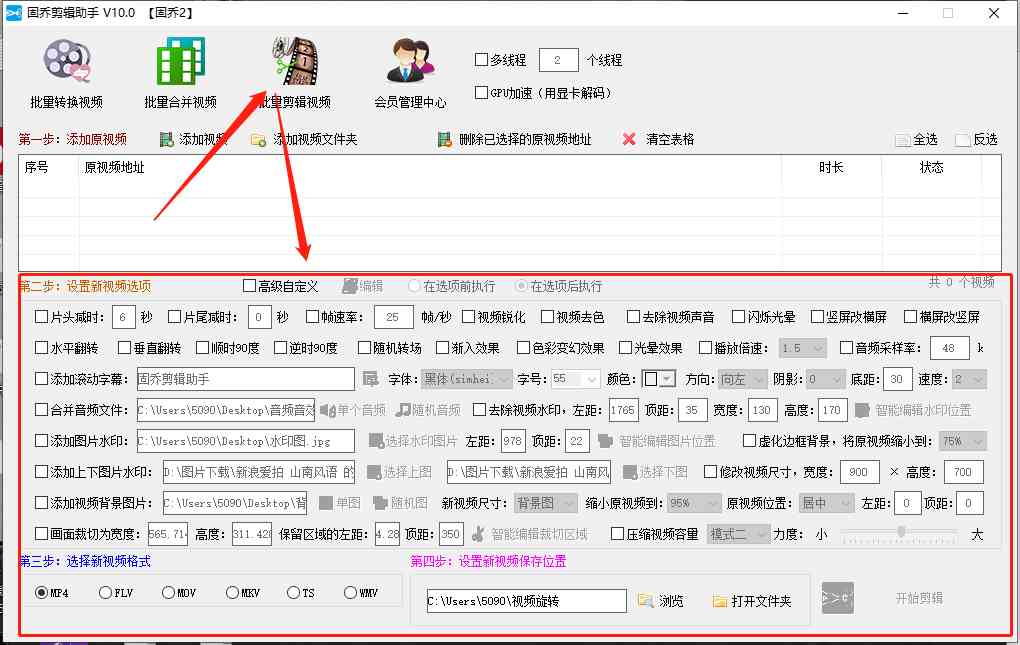 固乔剪辑助手 V10.0 【固乔2】
批量转换视频 批量合并视频 批量剪辑视频 会员管理中心
多线程 2 个线程
GPU加速（用显卡解码）
第一步：添加原视频 添加视频 添加视频文件夹 删除已选择的原视频地址 清空表格 全选 反选
序号 原视频地址 时长 状态
第二步：设置新视频选项 高级自定义 编辑 在选项前执行 在选项后执行 共 0 个视频
片头减时： 6 秒 片尾减时： 0 秒 帧速率： 25 帧/秒 视频锐化 视频去色 去除视频声音 闪烁光晕 竖屏改横屏 横屏改竖屏
水平翻转 垂直翻转 顺时90度 逆时90度 随机转场 渐入效果 色彩变幻效果 光晕效果 播放倍速： 1.5 音频采样率： 48 k
添加滚动字幕： 固乔剪辑助手 字体： 黑体(simhei) 字号： 55 颜色： 方向： 向左 阴影： 0 底距： 30 速度： 2
合并音频文件： C:\Users\5090\Desktop\音频音效 单个音频 随机音频 去除视频水印，左距： 1765 顶距： 35 宽度： 130 高度： 170 智能编辑水印位置
添加图片水印： C:\Users\5090\Desktop\水印图.jpg 选择水印图片 左距： 978 顶距： 22 智能编辑图片位置 虚化边框背景，将原视频缩小到： 75%
添加上下图片水印： D:\图片下载\新浪爱拍 山南风语 的 选择上图 D:\图片下载\新浪爱拍 山南风 选择下图 修改视频尺寸，宽度： 900 × 高度： 700
添加视频背景图片： C:\Users\5090\Desktop\背 单图 随机图 新视频尺寸： 背景图 缩小原视频到： 95% 原视频位置： 居中 左距： 0 顶距： 0
画面裁切为宽度： 565.714 高度： 311.428 保留区域的左距： 4.28 顶距： 350 智能编辑裁切区域 压缩视频容量 模式二 力度： 小 大
第三步：选择新视频格式 第四步：设置新视频保存位置
MP4 FLV MOV MKV TS WMV C:\Users\5090\视频旋转 浏览 打开文件夹 开始剪辑